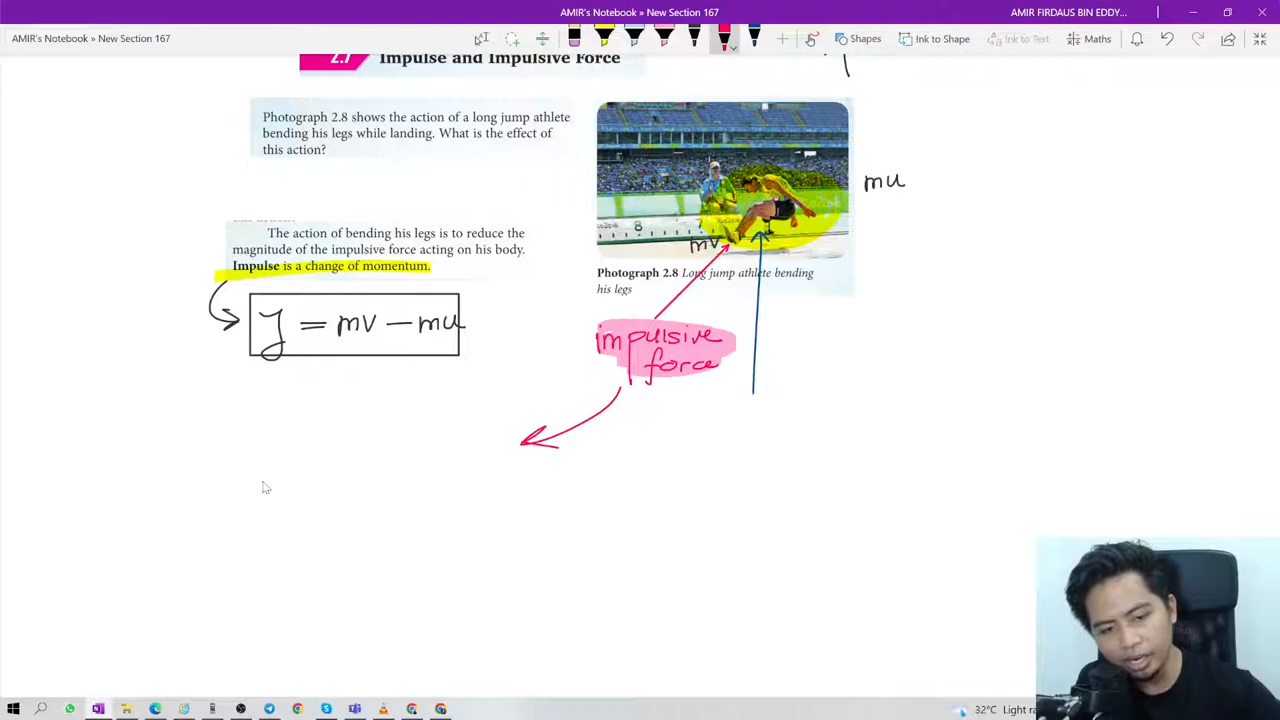 AMIR's Notebook » New Section 167
AMIR FIRDAUS BIN EDDY...
AMIR's Notebook » New Section 167
Shapes
Ink to Shape
Ink to Text
Maths
2.7 Impulse and Impulsive Force
Photograph 2.8 shows the action of a long jump athlete
bending his legs while landing. What is the effect of
this action?
mu
8
7
mv
The action of bending his legs is to reduce the
magnitude of the impulsive force acting on his body.
Impulse is a change of momentum.
Photograph 2.8 Long jump athlete bending
his legs
= mv - mu
impulsive
force
32°C Light